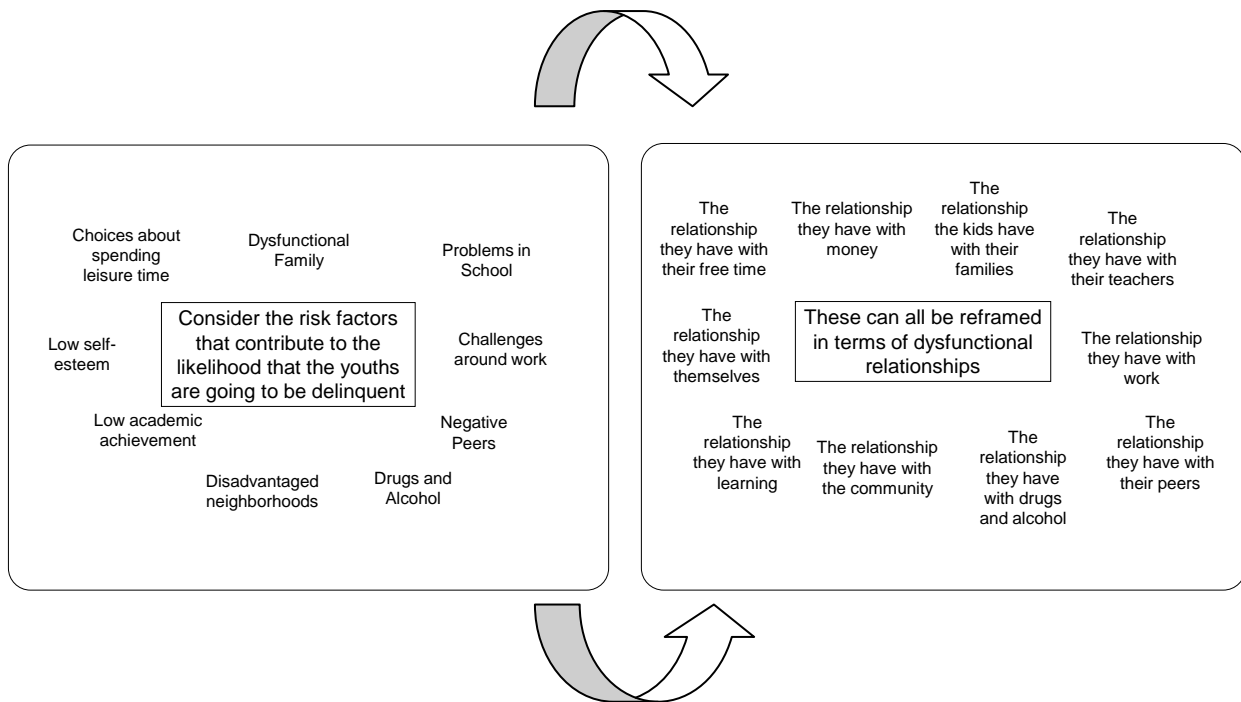 Choices about
spending
leisure time
Dysfunctional
Family
Problems in
School
Consider the risk factors
that contribute to the
likelihood that the youths
are going to be delinquent
Low self-
esteem
Challenges
around work
Low academic
achievement
Negative
Peers
Disadvantaged
neighborhoods
Drugs and
Alcohol
The
relationship
they have with
their free time
The relationship
they have with
money
The
relationship
the kids have
with their
families
The
relationship
they have with
their teachers
The
relationship
they have with
themselves
These can all be reframed
in terms of dysfunctional
relationships
The relationship
they have with
work
The
relationship
they have with
learning
The relationship
they have with
the community
The
relationship
they have
with drugs
and alcohol
The
relationship
they have with
their peers